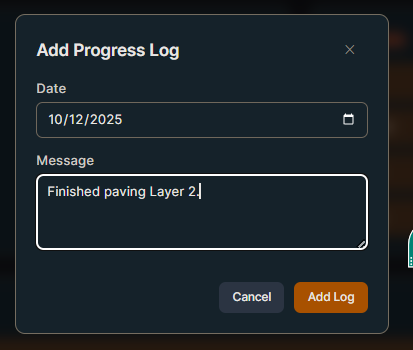 Add Progress Log
Date
10/12/2025
Message
Finished paving Layer 2.
Cancel
Add Log